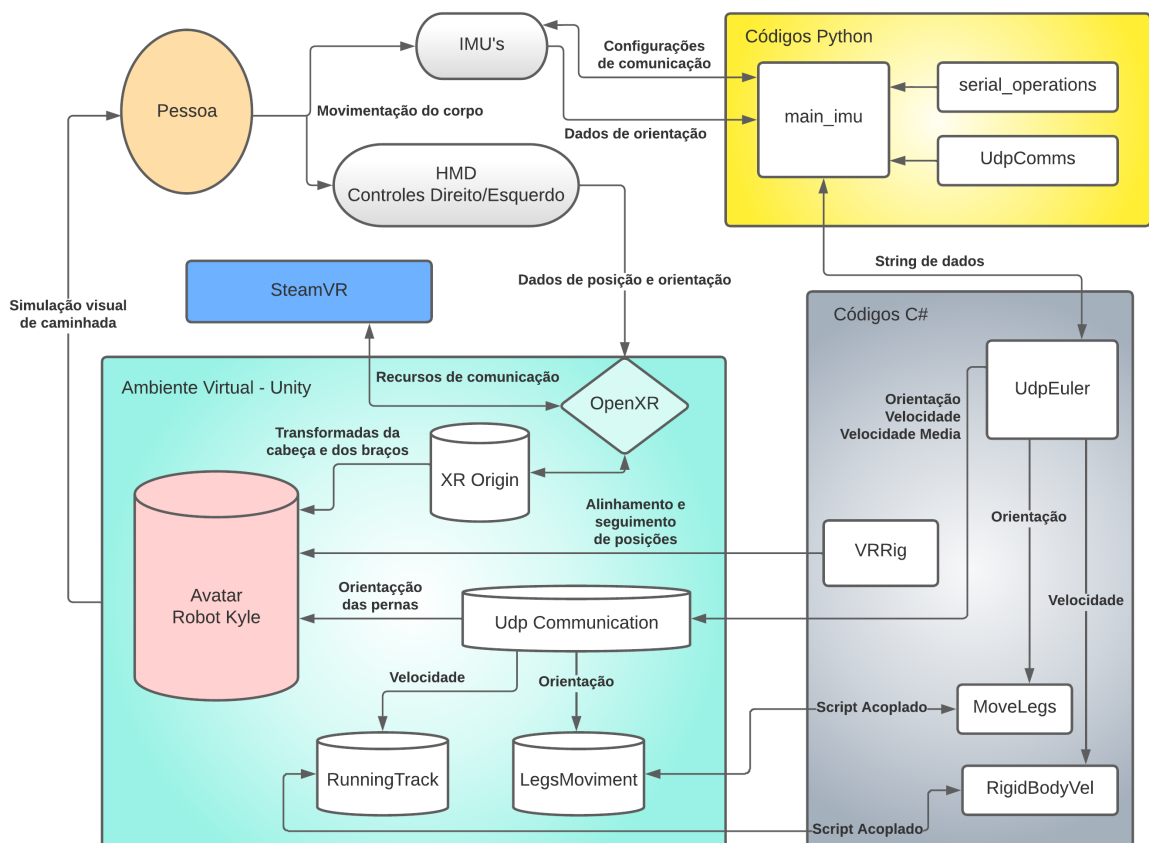 IMU's
Configurações
de comunicação
Códigos Python
serial_operations
Pessoa
Movimentação do corpo
main_imu
Dados de orientação
UdpComms
HMD
Controles Direito/Esquerdo
String de dados
SteamVR
Dados de posição e orientação
Simulação visual
de caminhada
Códigos C#
Ambiente Virtual - Unity
Recursos de comunicação
OpenXR
UdpEuler
Orientação
Velocidade
Velocidade Media
Transformadas da
cabeça e dos braços
XR Origin
Alinhamento e
seguimento
de posições
Orientação
VRRig
Avatar
Robot Kyle
Orientaçção
das pernas
Udp Communication
Velocidade
Velocidade
Orientação
Script Acoplado
MoveLegs
RunningTrack
LegsMoviment
RigidBodyVel
Script Acoplado